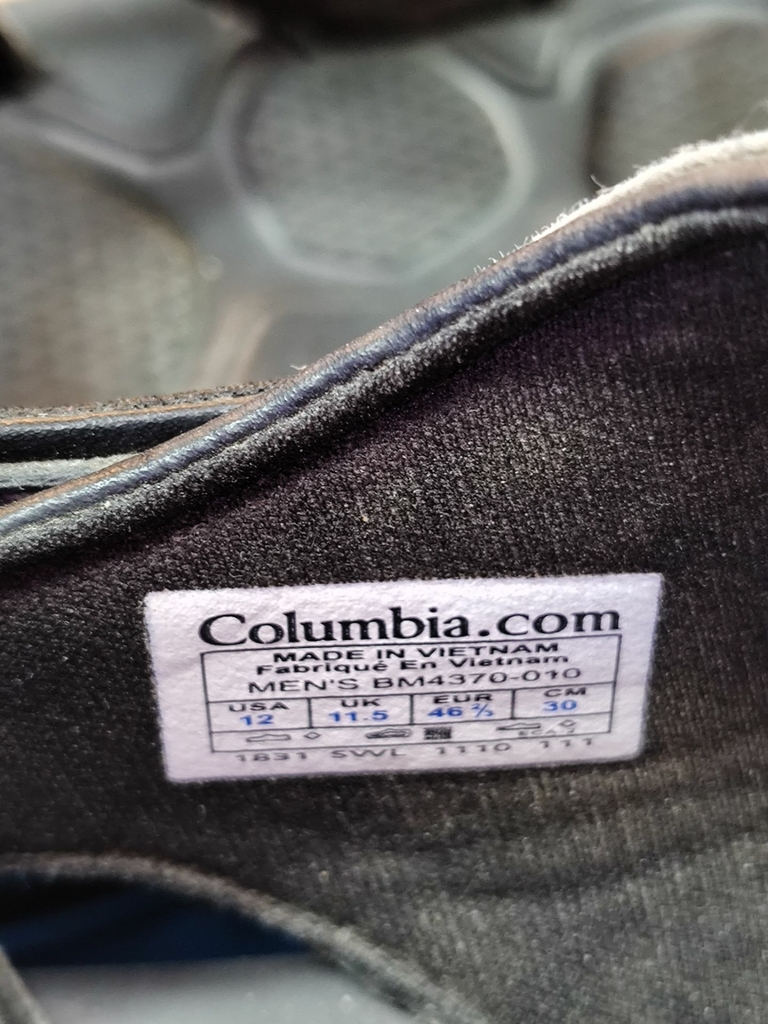 Columbia.com
MADE IN VIETNAM
Fabriqué En Vietnam
MEN'S BM4370-010
USA UK EUR CM
12 11.5 46 ⅔ 30
1831 SWL 1110 111